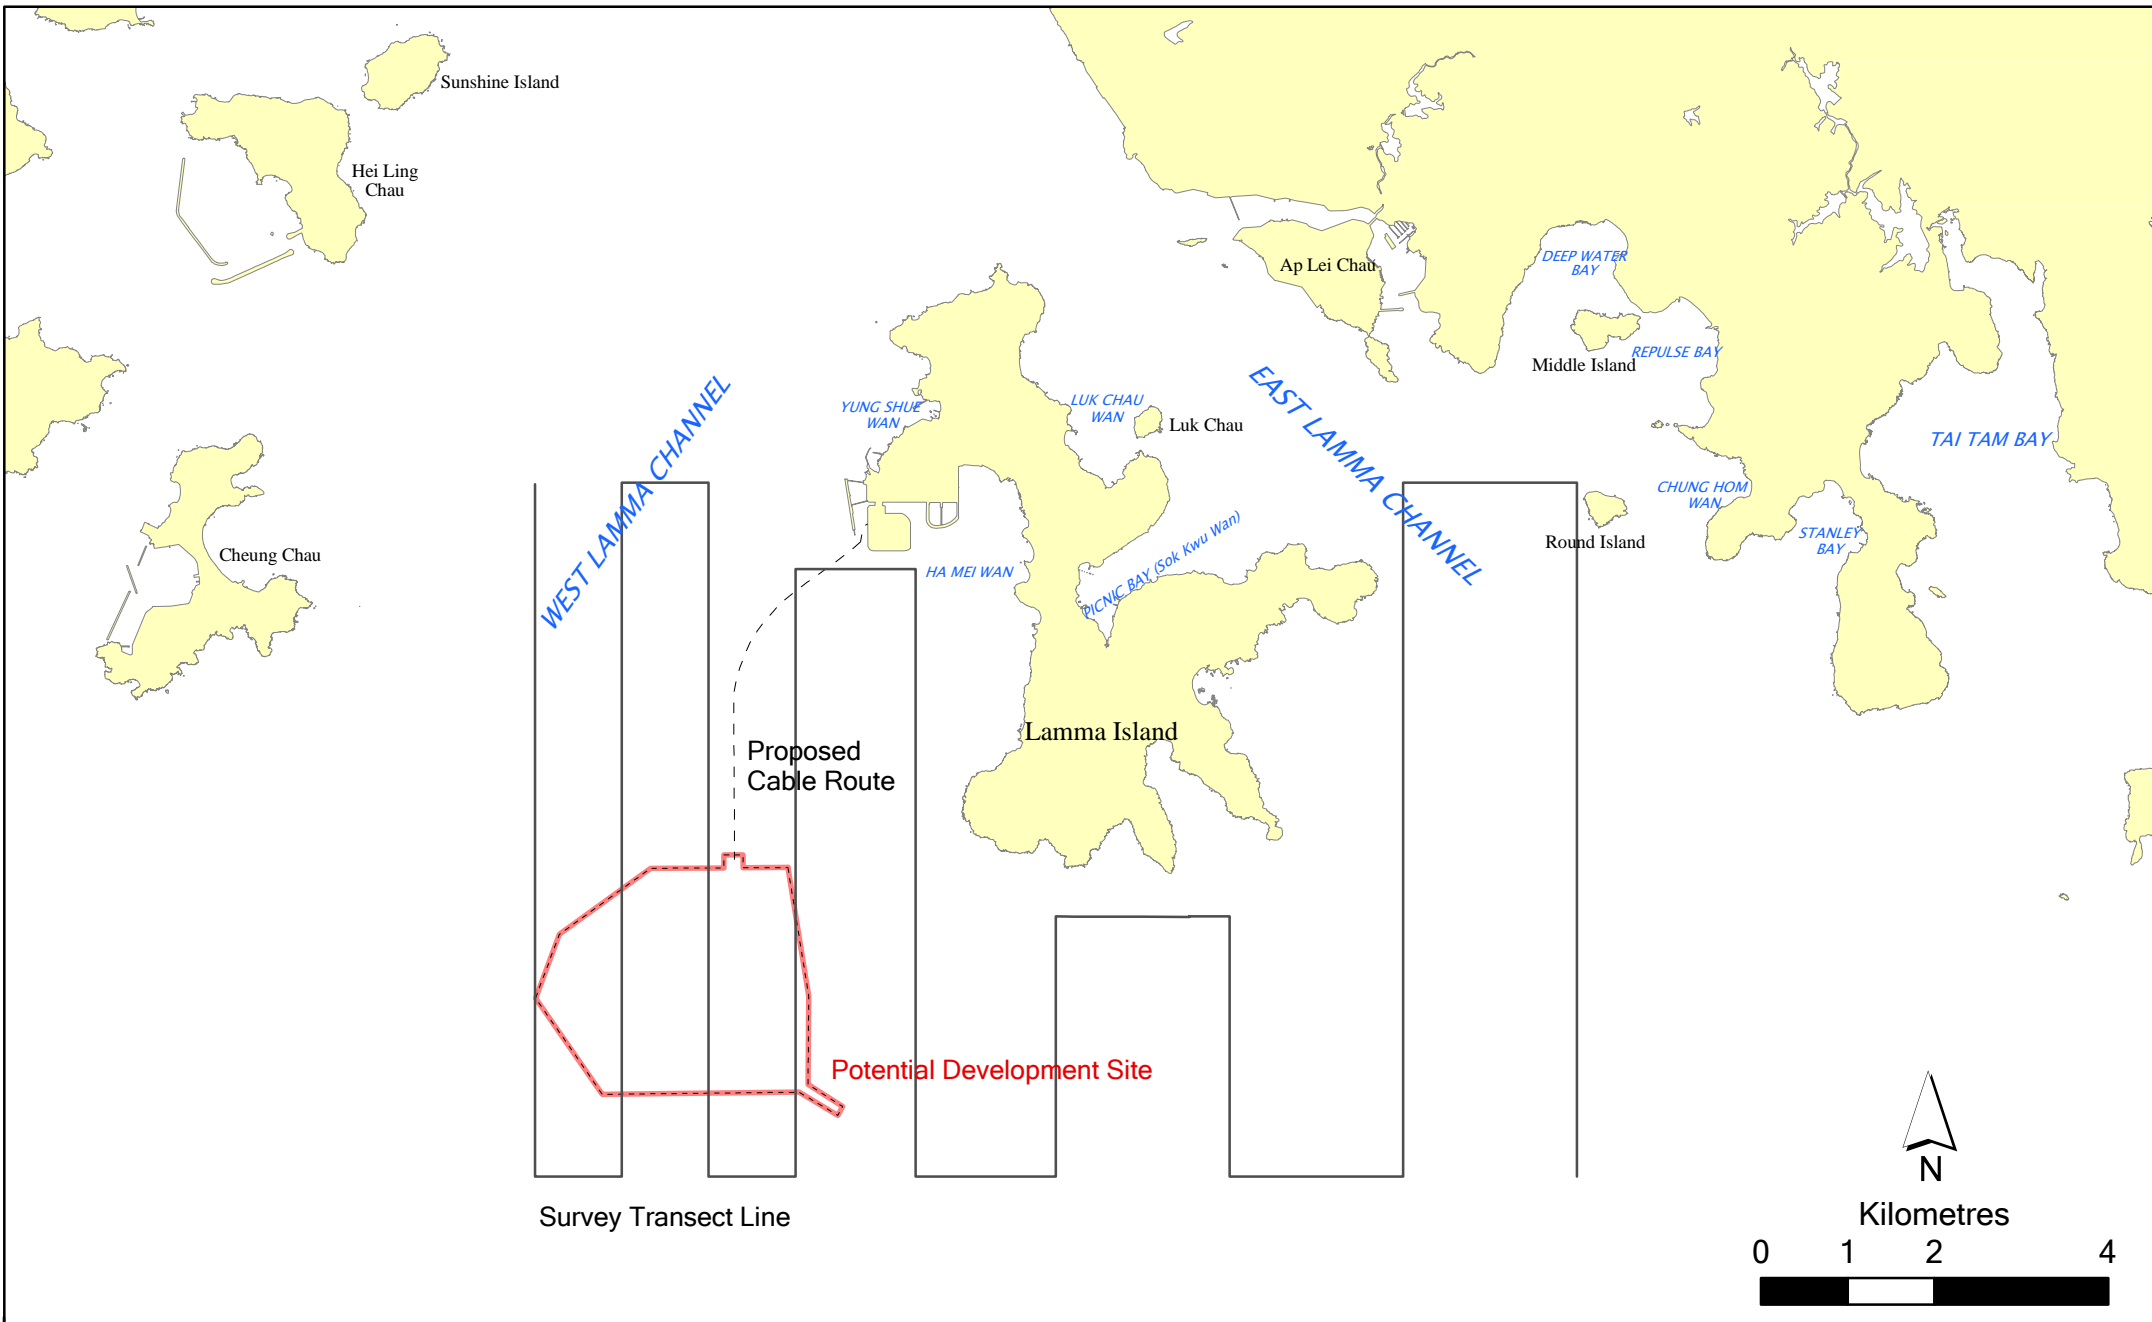 Sunshine Island
Hei Ling
Chau
Ap Lei Chau
DEEP WATER
BAY
Middle Island
REPULSE BAY
WEST LAMMA CHANNEL
YUNG SHUE
WAN
LUK CHAU
WAN
Luk Chau
EAST LAMMA CHANNEL
TAI TAM BAY
CHUNG HOM
WAN
STANLEY
BAY
Round Island
Cheung Chau
HA MEI WAN
PICNIC BAY (Sok Kwu Wan)
Lamma Island
Proposed
Cable Route
Potential Development Site
Survey Transect Line
N
Kilometres
0 1 2 4